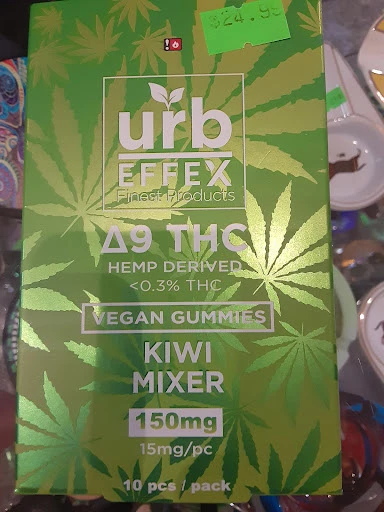 $24.99
urb
EFFEX
Finest Products
Δ9 THC
HEMP DERIVED
<0.3% THC
VEGAN GUMMIES
KIWI
MIXER
150mg
15mg/pc
10 pcs / pack